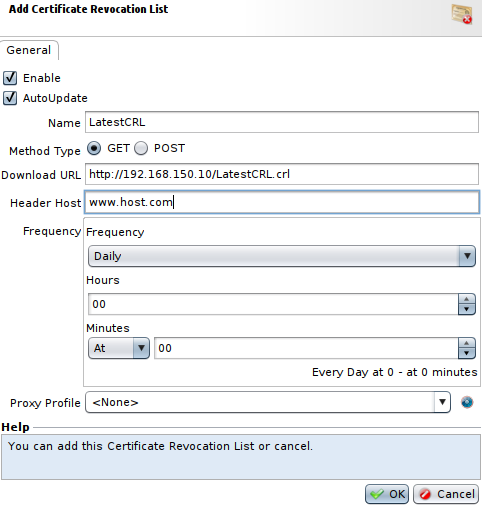 Add Certificate Revocation List
General
Enable
AutoUpdate
Name LatestCRL
Method Type GET POST
Download URL http://192.168.150.10/LatestCRL.crl
Header Host www.host.com
Frequency Frequency
Daily
Hours
00
Minutes
At 00
Every Day at 0 - at 0 minutes
Proxy Profile <None>
Help
You can add this Certificate Revocation List or cancel.
OK Cancel